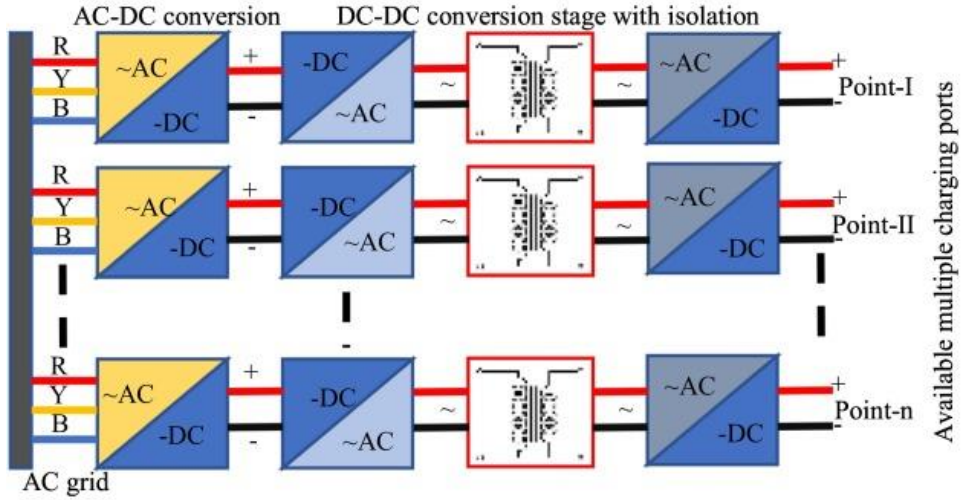 AC-DC conversion
DC-DC conversion stage with isolation
R
Y
B
~AC
-DC
+
-
-DC
~AC
~
~
~AC
-DC
+
-
Point-I
R
Y
B
~AC
-DC
+
-
-DC
~AC
~
~
~AC
-DC
+
-
Point-II
R
Y
B
~AC
-DC
+
-
-DC
~AC
~
~
~AC
-DC
+
-
Point-n
AC grid
Available multiple charging ports